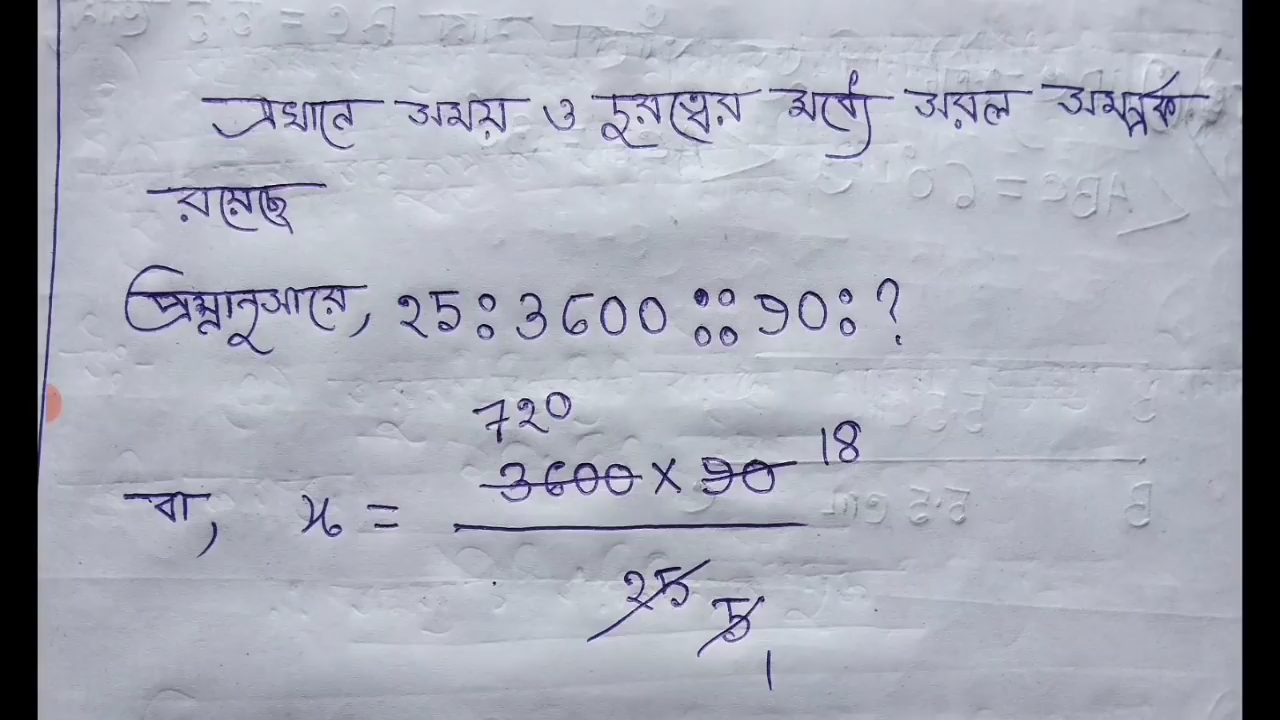 এখানে সময় ও দুরত্বের মধ্যে সরল সম্পর্ক
রয়েছে
প্রশ্নানুসারে, 25 : 3600 :: 90 : ?
720
3600 × 90 18
বা, x =
25 5
1